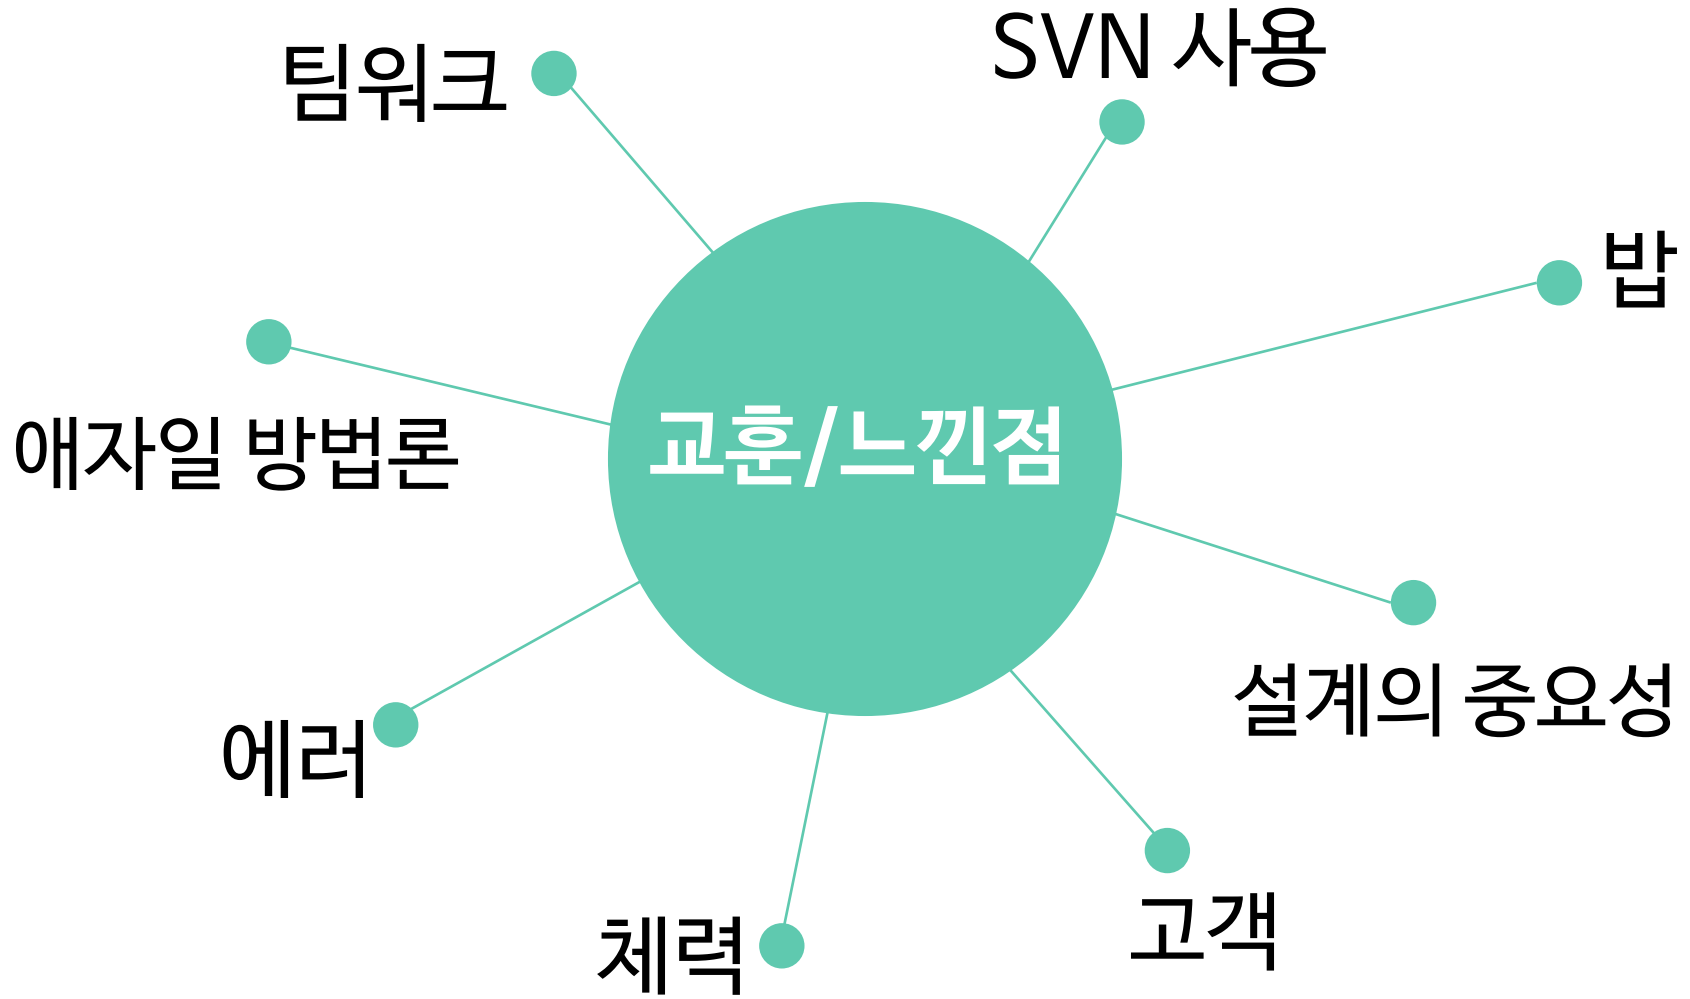 SVN 사용
팀워크
밥
애자일 방법론
교훈/느낀점
설계의 중요성
에러
고객
체력